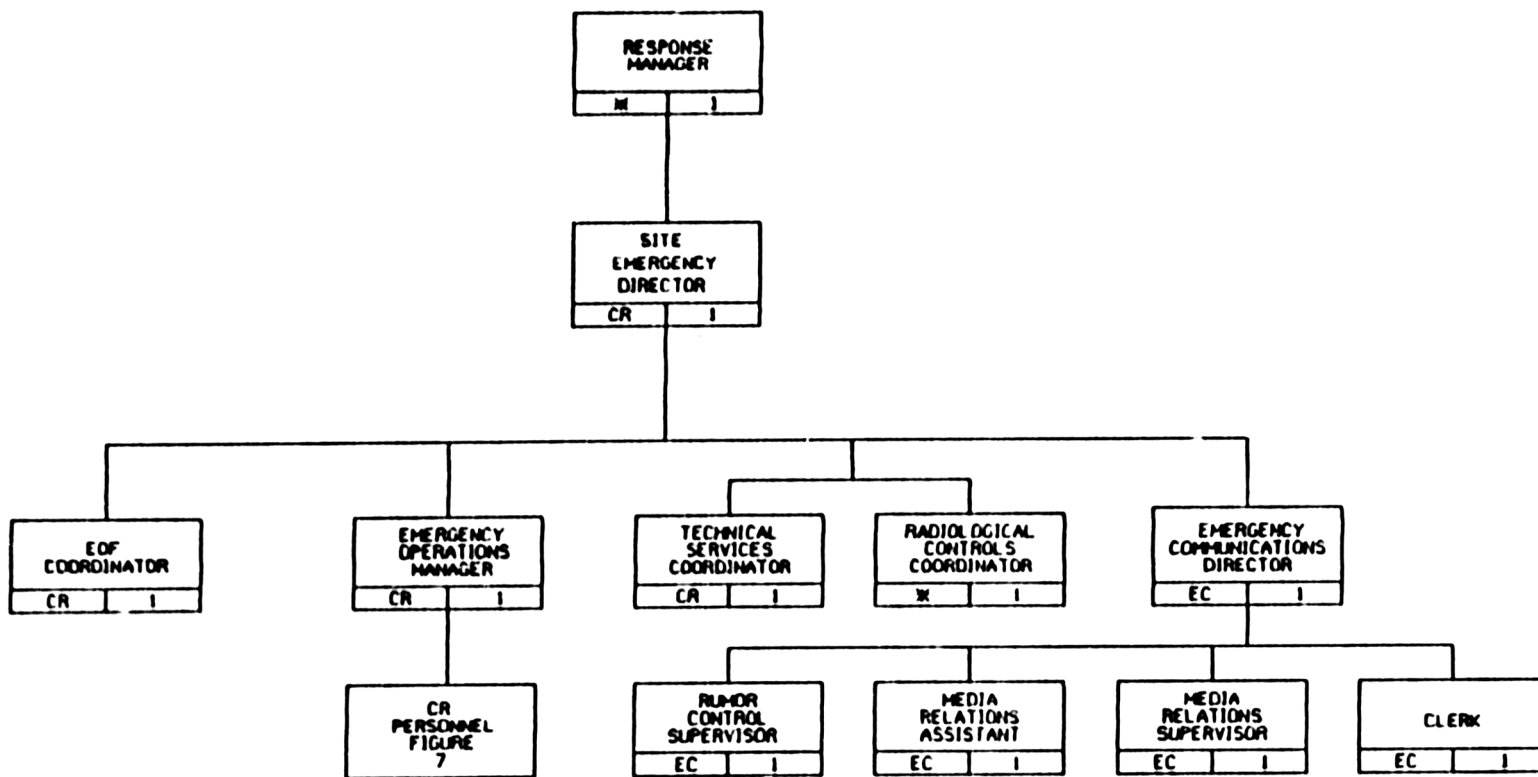 RESPONSE
MANAGER
Ж 1
SITE
EMERGENCY
DIRECTOR
CR 1
EOF
COORDINATOR
CR 1
EMERGENCY
OPERATIONS
MANAGER
CR 1
TECHNICAL
SERVICES
COORDINATOR
CR 1
RADIOLOGICAL
CONTROLS
COORDINATOR
Ж 1
EMERGENCY
COMMUNICATIONS
DIRECTOR
EC 1
CR
PERSONNEL
FIGURE
7
RUMOR
CONTROL
SUPERVISOR
EC 1
MEDIA
RELATIONS
ASSISTANT
EC 1
MEDIA
RELATIONS
SUPERVISOR
EC 1
CLERK
EC 1